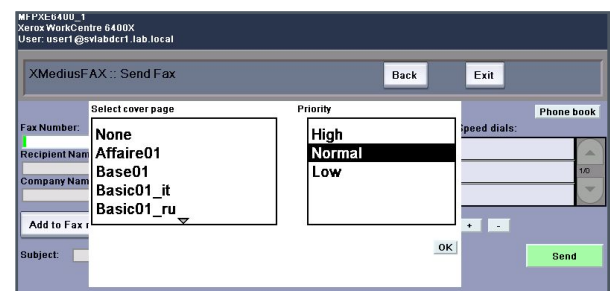 MFPXE6400_1
Xerox WorkCentre 6400X
User: user1@svlabdcr1.lab.local
XMediusFAX :: Send Fax
Back
Exit
Phone book
Select cover page
Priority
Fax Number:
Speed dials:
None
High
Affaire01
Normal
Recipient Nam
Base01
Low
1/0
Company Nam
Basic01_it
Basic01_ru
Add to Fax r
+
-
OK
Subject:
Send